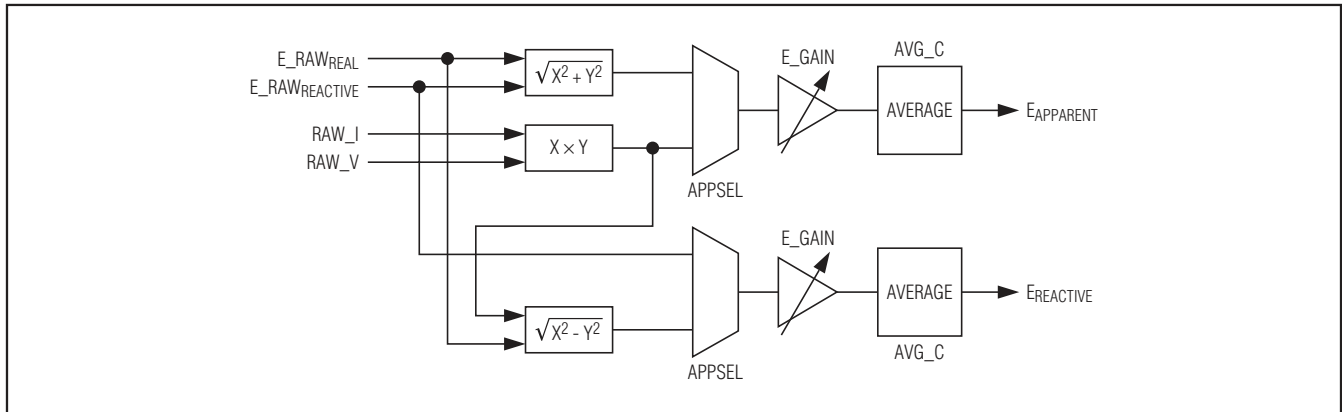 E_RAWREAL
E_RAWREACTIVE
RAW_I
RAW_V
√X² + Y²
X × Y
APPSEL
E_GAIN
AVG_C
AVERAGE
EAPPARENT
√X² - Y²
APPSEL
E_GAIN
AVERAGE
AVG_C
EREACTIVE